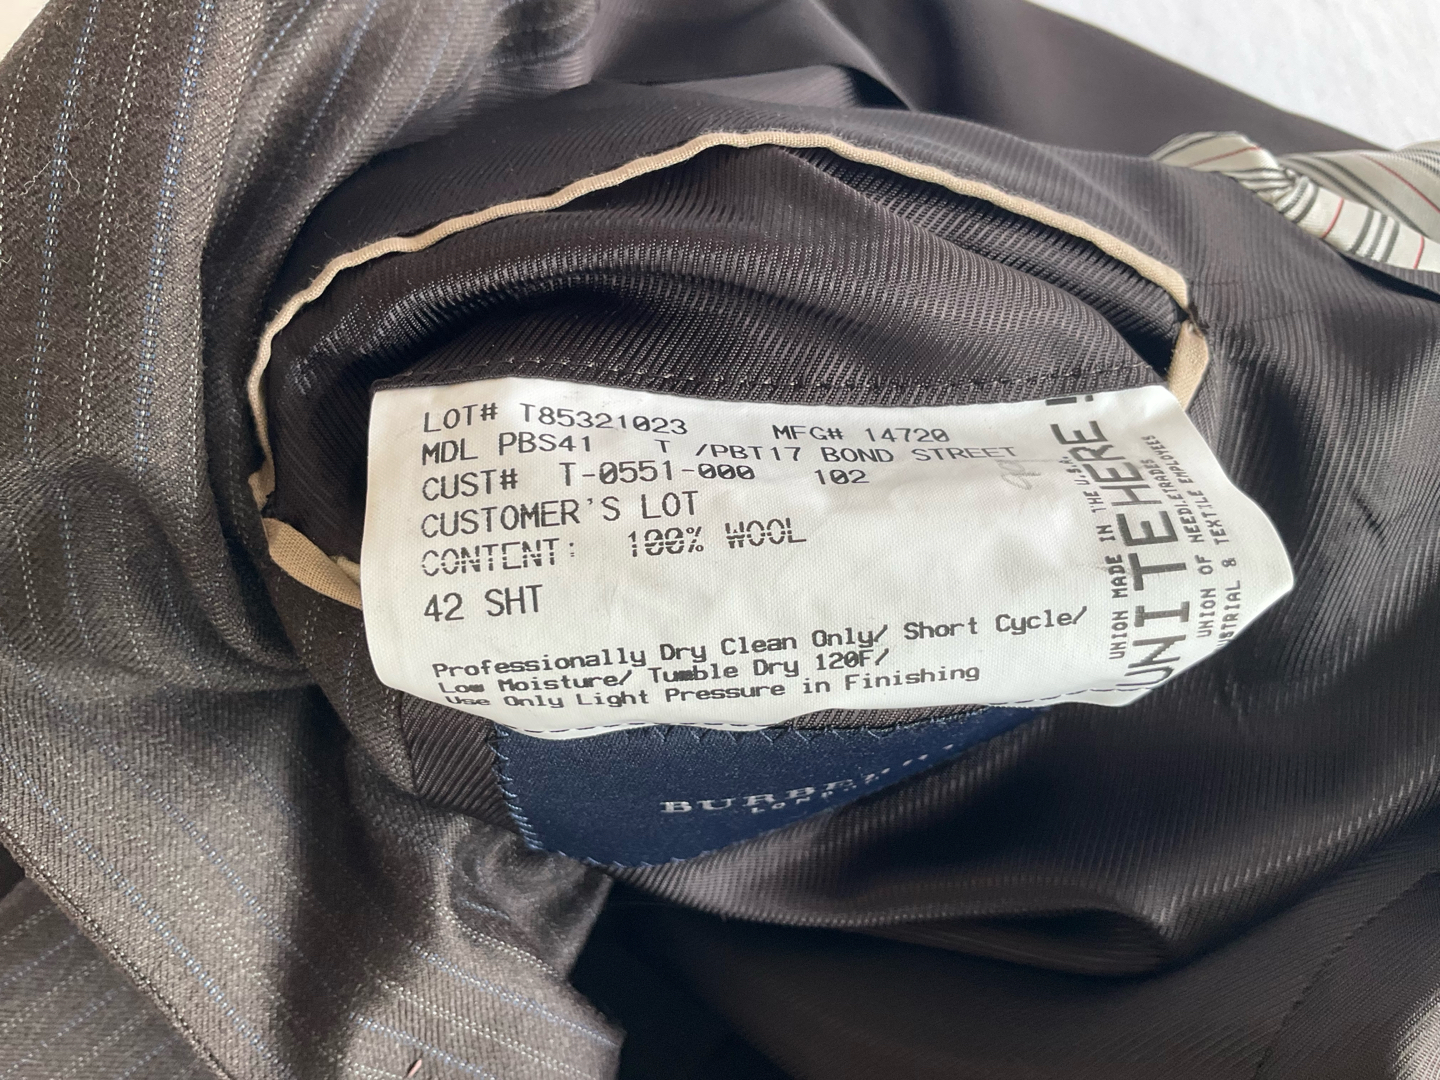 LOT# T85321023 MFG# 14720
MDL PBS41 T /PBT17 BOND STREET
CUST# T-0551-000 102
CUSTOMER'S LOT
CONTENT: 100% WOOL
42 SHT
Professionally Dry Clean Only/ Short Cycle/
Low Moisture/ Tumble Dry 120F/
Use Only Light Pressure in Finishing
UNION MADE IN THE U.S.A.
UNITE HERE
UNION OF NEEDLETRADES
TEXTILE EMPLOYEES